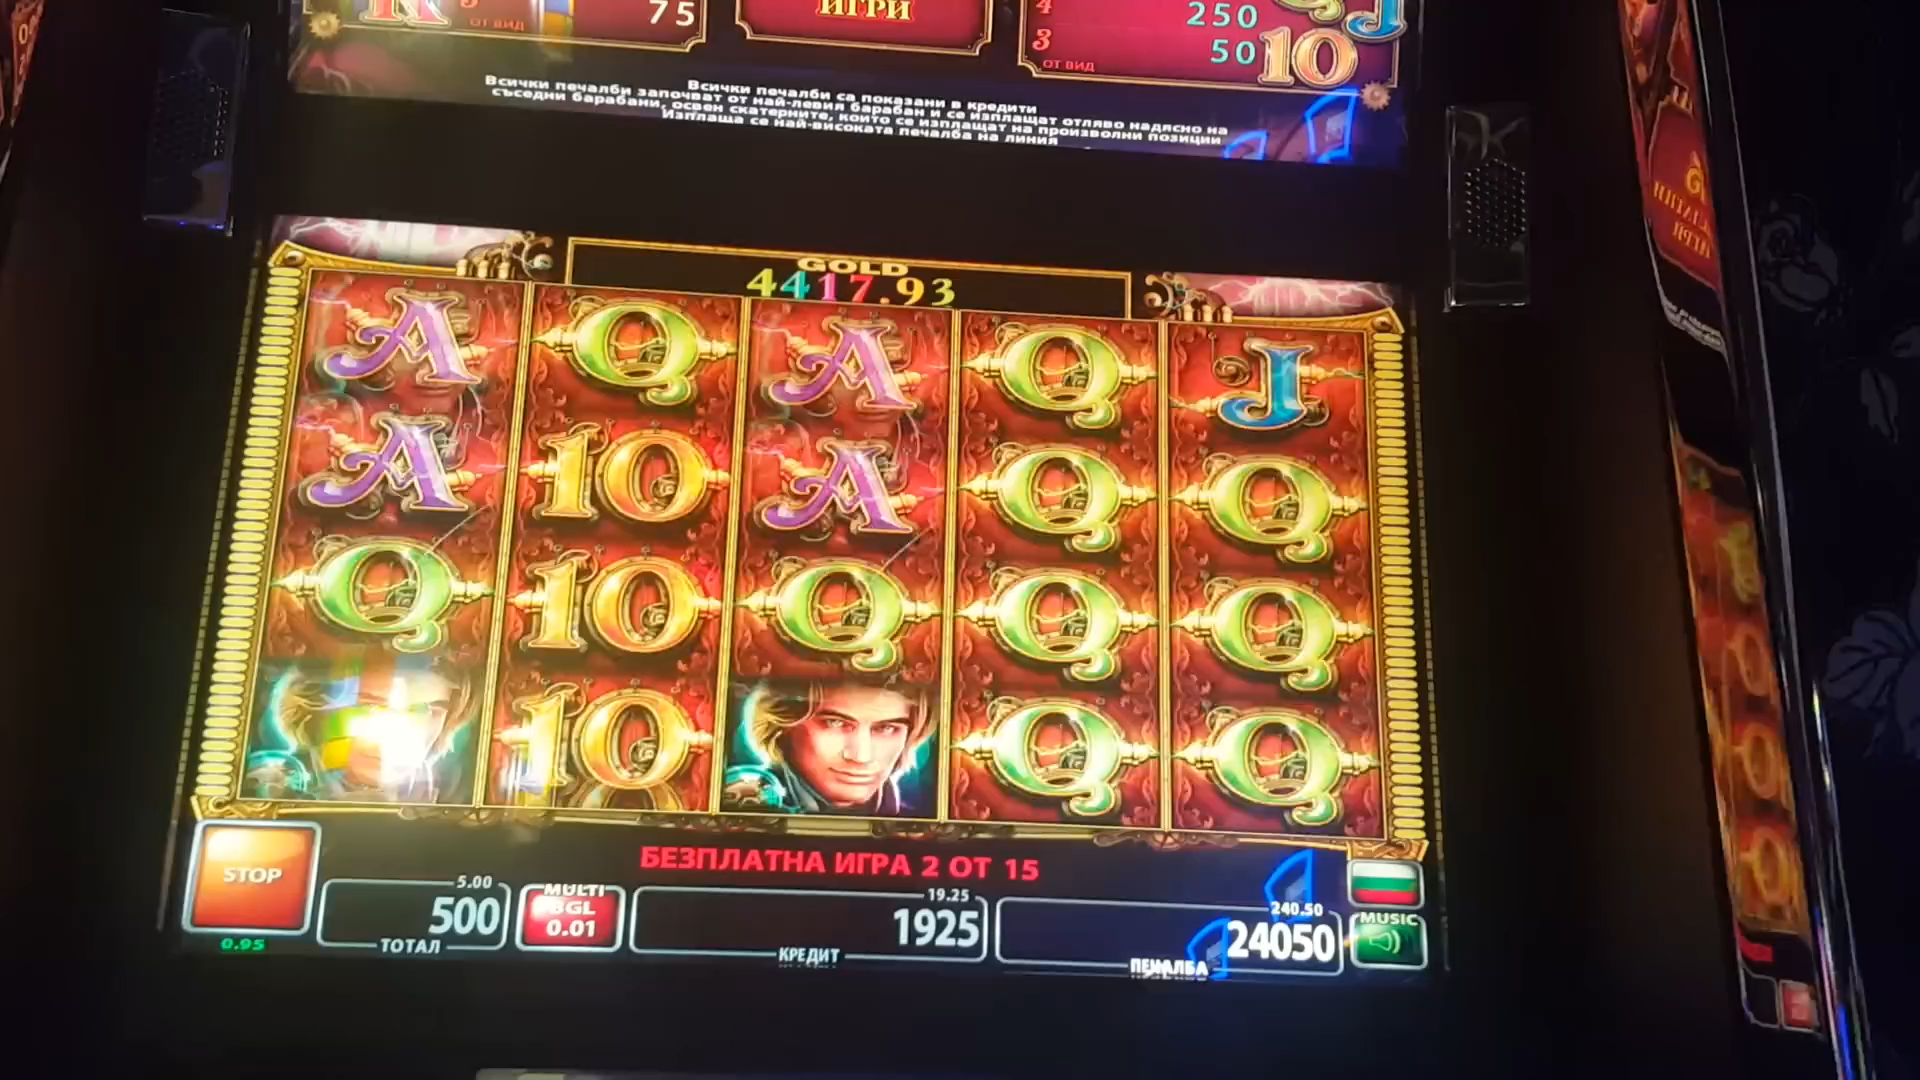 75
ОТ ВИД
ИГРИ
4 250
3 50
ОТ ВИД
J
10
Всички печалби са показани в кредити
Всички печалби започват от най-левия барабан и се изплащат отляво надясно на
съседни барабани, освен скатерните, които се изплащат на произволни позиции
Изплаща се най-високата печалба на линия
GOLD
4417.93
A Q A Q J
A 10 A Q Q
Q 10 Q Q Q
10 Q Q
БЕЗПЛАТНА ИГРА 2 ОТ 15
STOP
0.95
5.00
500
ТОТАЛ
MULTI
BGL
0.01
19.25
1925
КРЕДИТ
240.50
24050
ПЕЧАЛБА
MUSIC